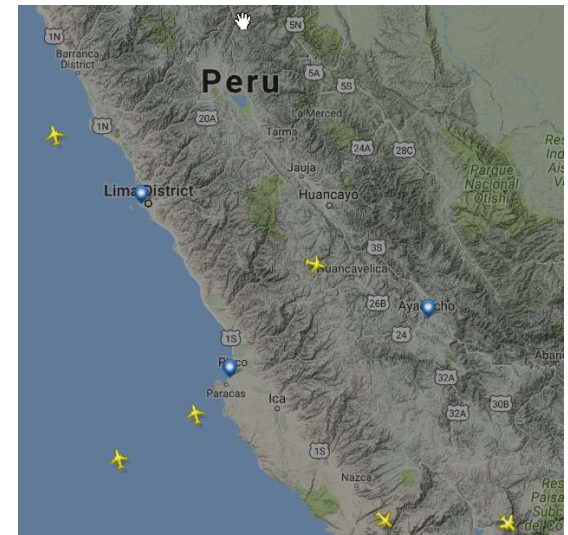 1N
5N
Barranca
District
5A
5S
Peru
La Merced
1N
20A
Tarma
24A
28C
Jauja
Parque
Nacional
Otishi
Lima District
Huancayo
3S
Huancavelica
26B
Ayacucho
1S
24
Pisco
32A
Paracas
Ica
32A
30B
1S
Nazca